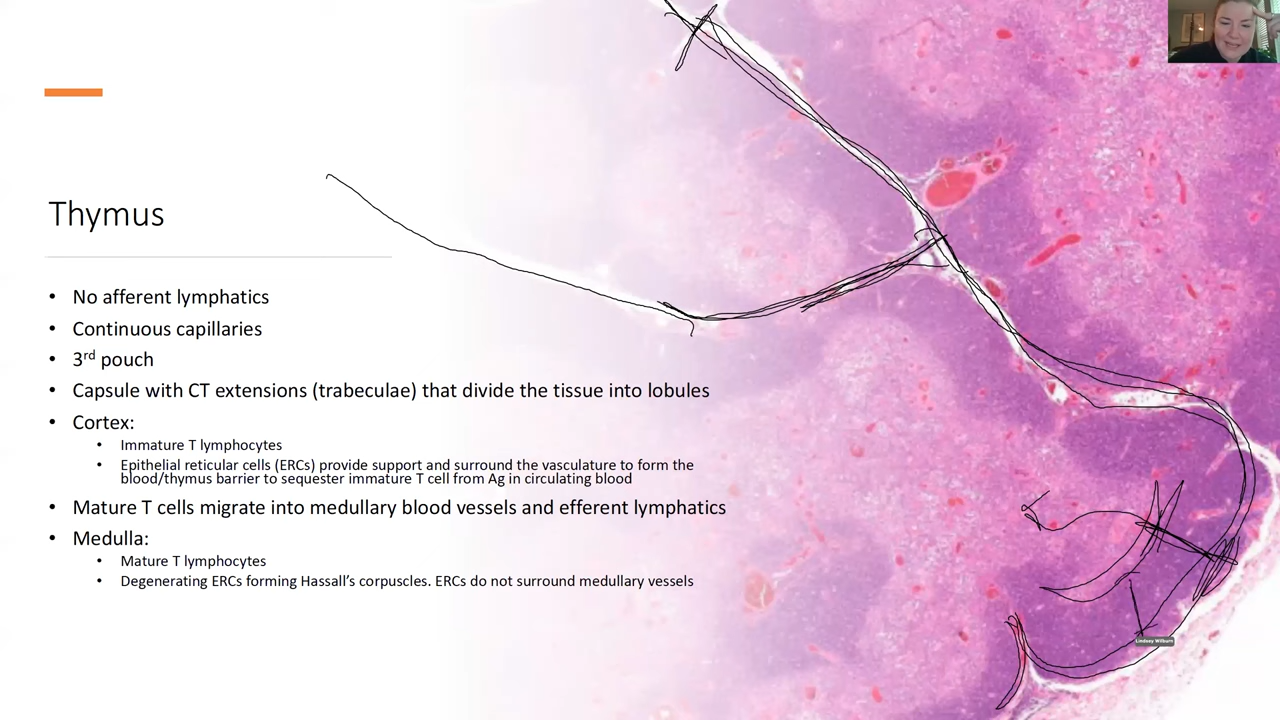 Thymus
• No afferent lymphatics
• Continuous capillaries
• 3rd pouch
• Capsule with CT extensions (trabeculae) that divide the tissue into lobules
• Cortex:
• Immature T lymphocytes
• Epithelial reticular cells (ERCs) provide support and surround the vasculature to form the
blood/thymus barrier to sequester immature T cell from Ag in circulating blood
• Mature T cells migrate into medullary blood vessels and efferent lymphatics
• Medulla:
• Mature T lymphocytes
• Degenerating ERCs forming Hassall's corpuscles. ERCs do not surround medullary vessels
Lindsey Wilburn